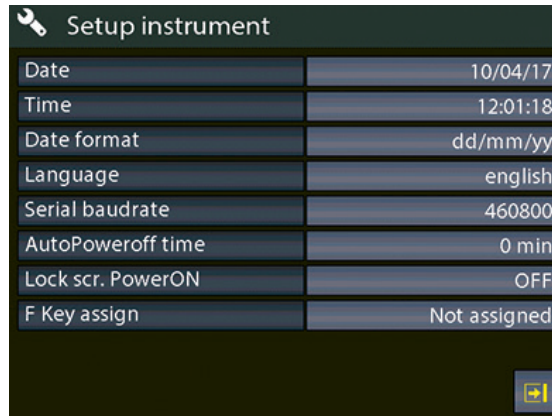 Setup instrument
Date 10/04/17
Time 12:01:18
Date format dd/mm/yy
Language english
Serial baudrate 460800
AutoPoweroff time 0 min
Lock scr. PowerON OFF
F Key assign Not assigned